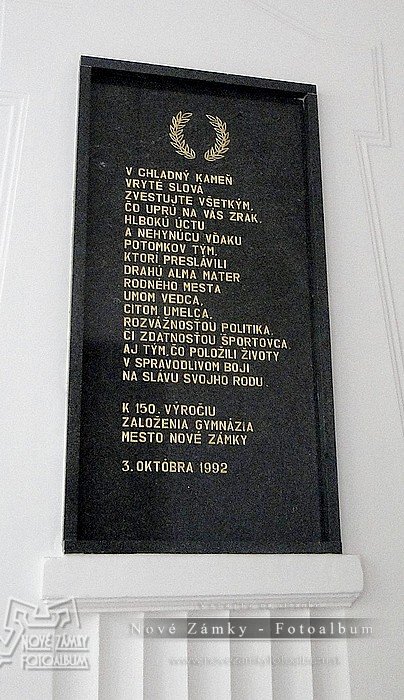 V CHLADNÝ KAMEŇ
VRYTÉ SLOVÁ
ZVESTUJTE VŠETKÝM,
ČO UPRÚ NA VÁS ZRAK,
HLBOKÚ ÚCTU
A NEHYNÚCU VĎAKU
POTOMKOV TÝM,
KTORÍ PRESLÁVILI
DRAHÚ ALMA MATER
RODNÉHO MESTA
UMOM VEDCA,
CITOM UMELCA,
ROZVÁŽNOSŤOU POLITIKA,
ČI ZDATNOSŤOU ŠPORTOVCA,
AJ TÝM, ČO POLOŽILI ŽIVOTY
V SPRAVODLIVOM BOJI
NA SLÁVU SVOJHO RODU.
K 150. VÝROČIU
ZALOŽENIA GYMNÁZIA
MESTO NOVÉ ZÁMKY
3. OKTÓBRA 1992
Nové Zámky - Fotoalbum
NOVÉ ZÁMKY
FOTOALBUM